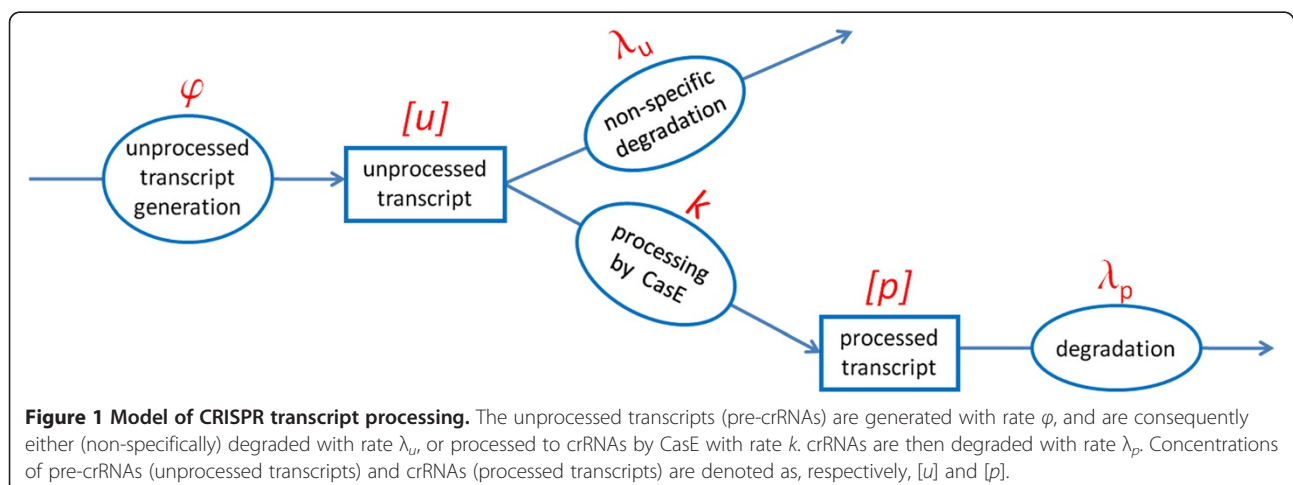 φ
unprocessed
transcript
generation
[u]
unprocessed
transcript
λu
non-specific
degradation
k
processing
by CasE
[p]
processed
transcript
λp
degradation
Figure 1 Model of CRISPR transcript processing. The unprocessed transcripts (pre-crRNAs) are generated with rate φ, and are consequently
either (non-specifically) degraded with rate λu, or processed to crRNAs by CasE with rate k. crRNAs are then degraded with rate λp. Concentrations
of pre-crRNAs (unprocessed transcripts) and crRNAs (processed transcripts) are denoted as, respectively, [u] and [p].